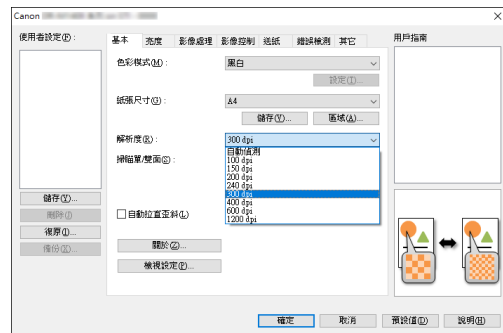 Canon
使用者設定(F):
儲存(Y)...
刪除(J)
復原(L)...
備份(X)...
基本 亮度 影像處理 影像控制 送紙 錯誤檢測 其它
色彩模式(M):
黑白
設定(I)...
紙張尺寸(G):
A4
儲存(V)... 區域(A)...
解析度(R):
300 dpi
自動偵測
100 dpi
150 dpi
200 dpi
240 dpi
300 dpi
400 dpi
600 dpi
1200 dpi
掃瞄單/雙面(S):
自動拉直歪斜(L)
關於(Z)...
檢視設定(P)...
用戶指南
確定 取消 預設值(D) 說明(H)